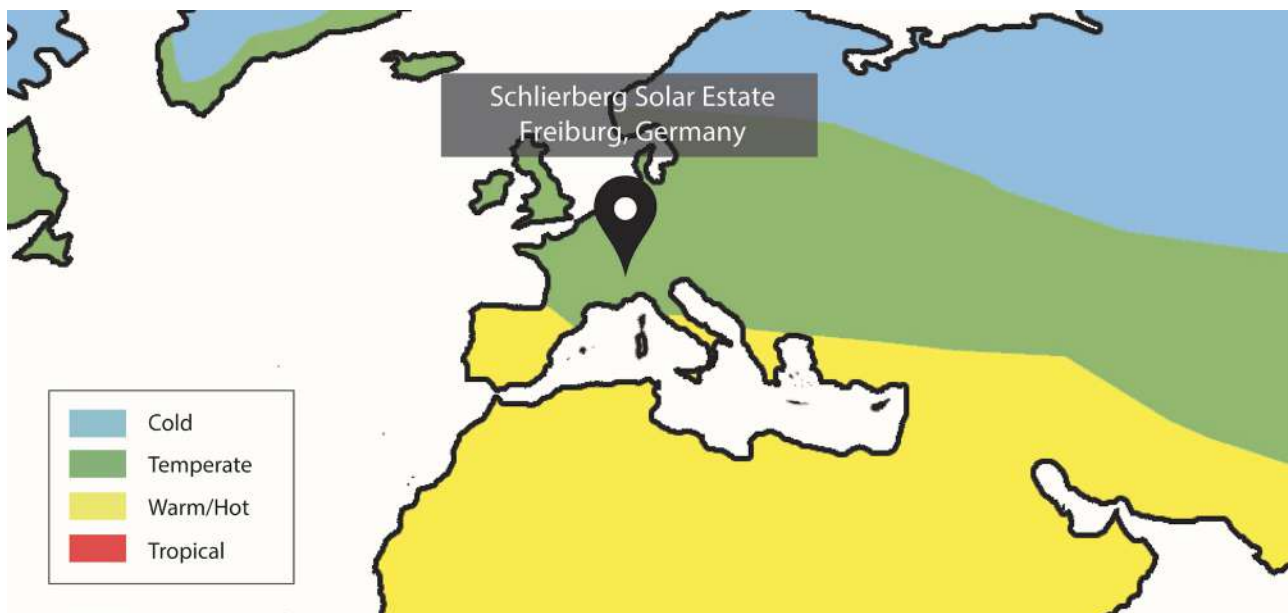 Schlierberg Solar Estate
Freiburg, Germany
Cold
Temperate
Warm/Hot
Tropical